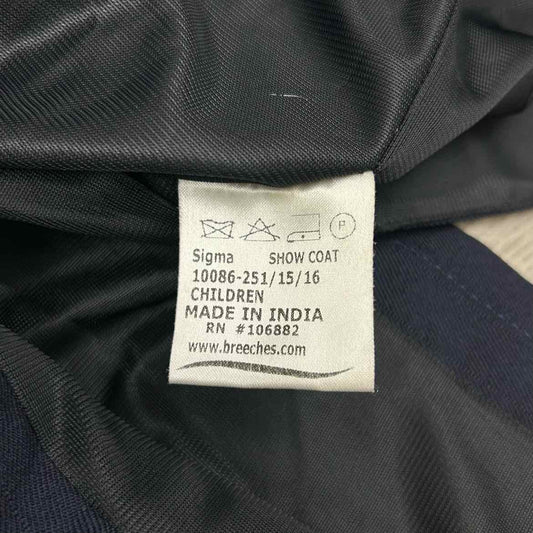 P
Sigma SHOW COAT
10086-251/15/16
CHILDREN
MADE IN INDIA
RN #106882
www.breeches.com